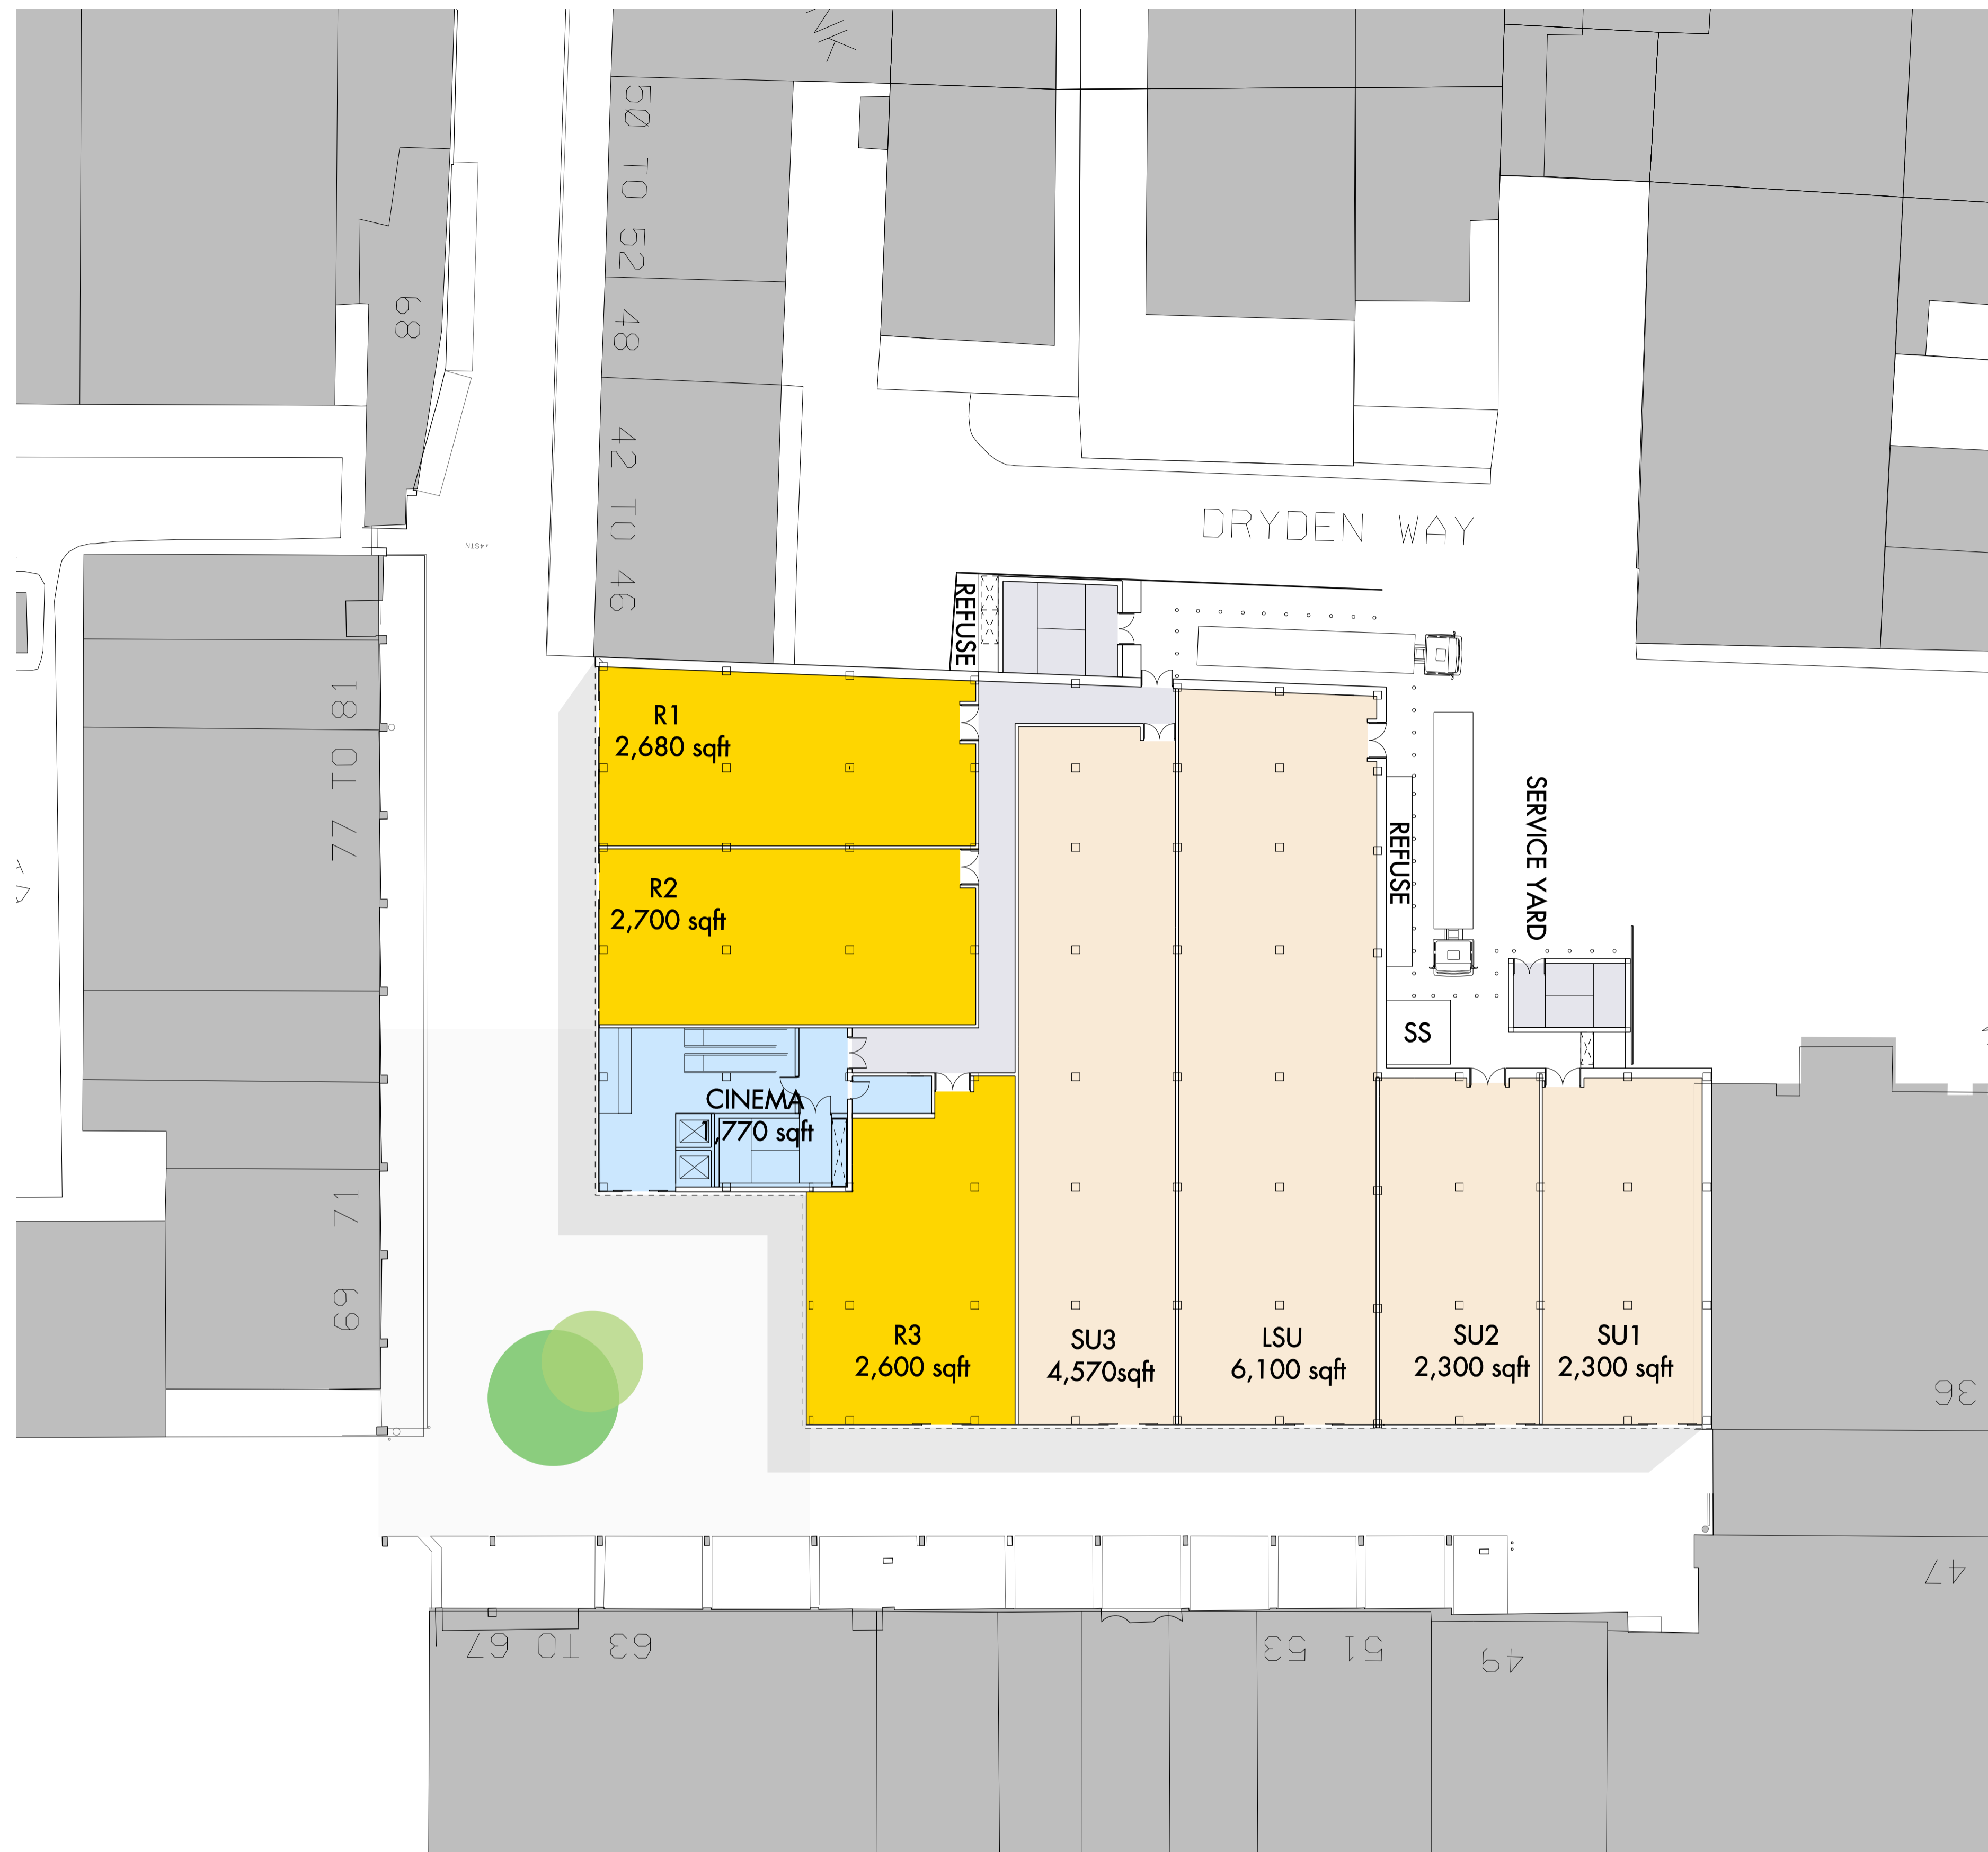 50 TO 52
68
48
42 TO 46
DRYDEN WAY
REFUSE
77 TO 81
R1
2,680 sqft
R2
2,700 sqft
REFUSE
SERVICE YARD
SS
CINEMA
1,770 sqft
71
69
R3
2,600 sqft
SU3
4,570sqft
LSU
6,100 sqft
SU2
2,300 sqft
SU1
2,300 sqft
36
47
63 TO 67
51 53
49